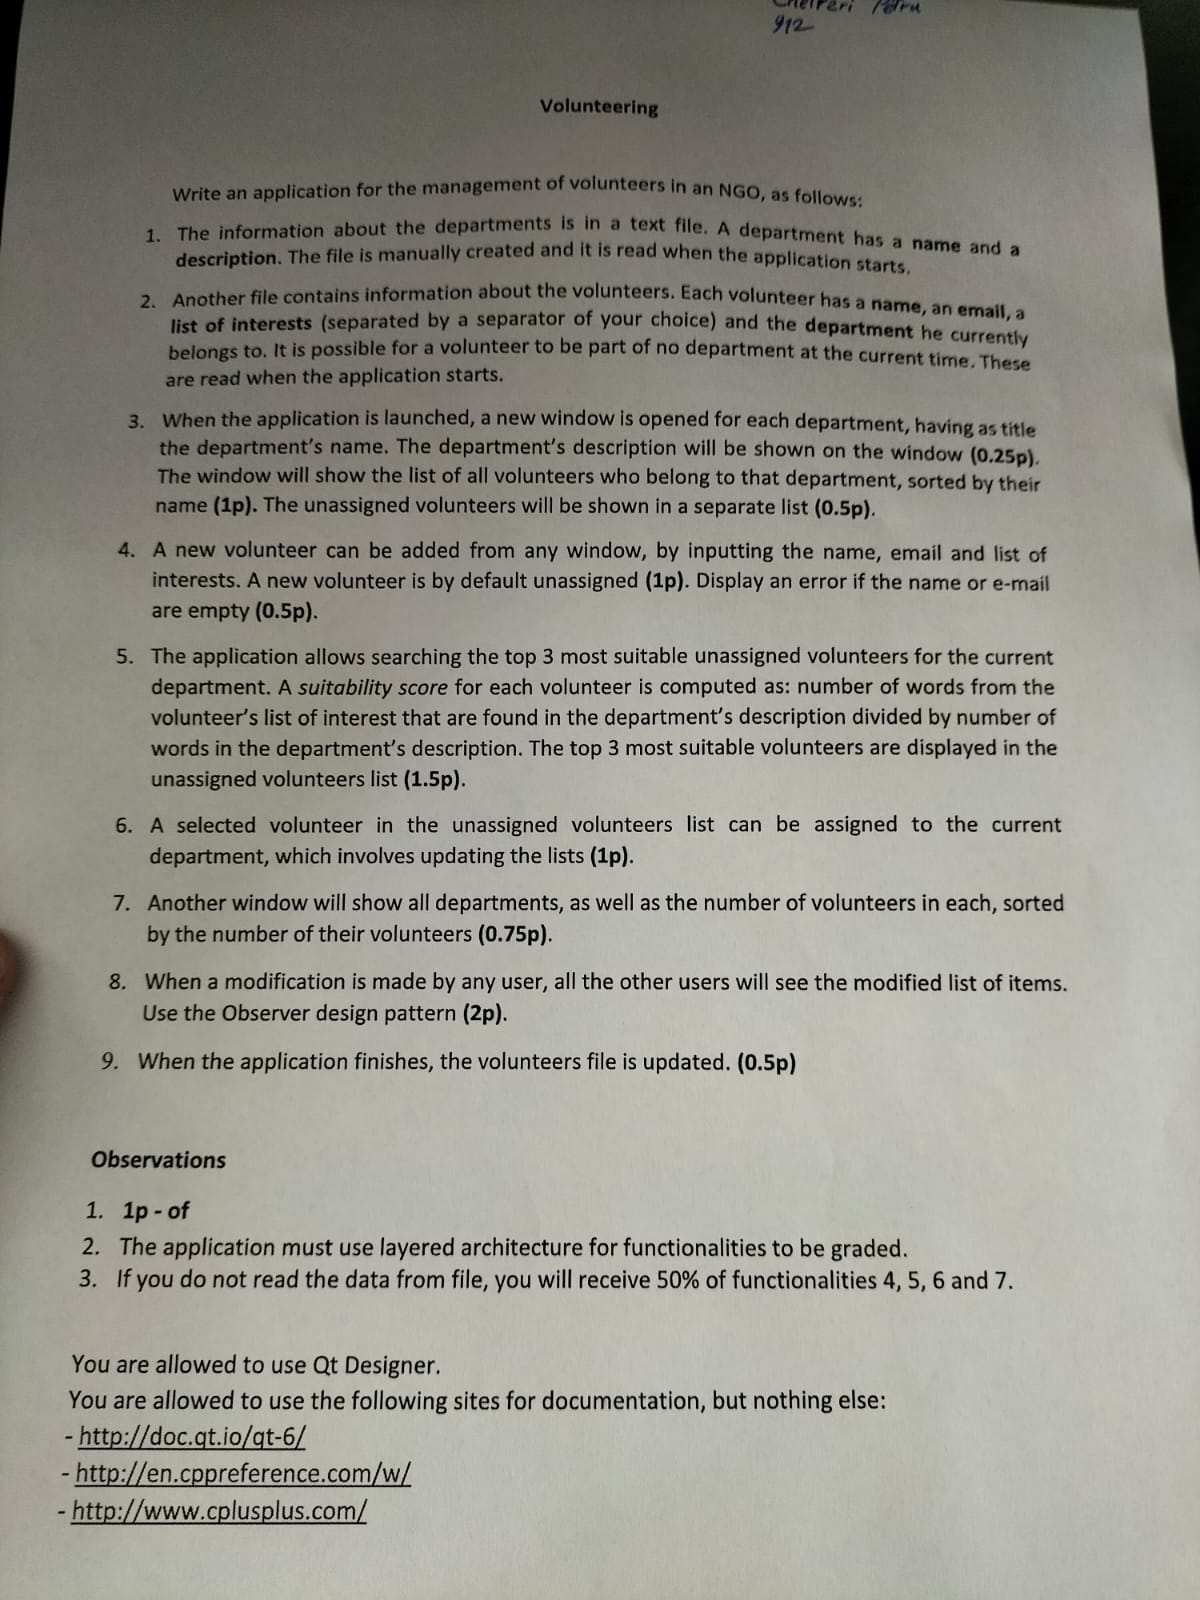 912
Volunteering
Write an application for the management of volunteers in an NGO, as follows:
1. The information about the departments is in a text file. A department has a name and a
description. The file is manually created and it is read when the application starts.
2. Another file contains information about the volunteers. Each volunteer has a name, an email, a
list of interests (separated by a separator of your choice) and the department he currently
belongs to. It is possible for a volunteer to be part of no department at the current time. These
are read when the application starts.
3. When the application is launched, a new window is opened for each department, having as title
the department's name. The department's description will be shown on the window (0.25p).
The window will show the list of all volunteers who belong to that department, sorted by their
name (1p). The unassigned volunteers will be shown in a separate list (0.5p).
4. A new volunteer can be added from any window, by inputting the name, email and list of
interests. A new volunteer is by default unassigned (1p). Display an error if the name or e-mail
are empty (0.5p).
5. The application allows searching the top 3 most suitable unassigned volunteers for the current
department. A suitability score for each volunteer is computed as: number of words from the
volunteer's list of interest that are found in the department's description divided by number of
words in the department's description. The top 3 most suitable volunteers are displayed in the
unassigned volunteers list (1.5p).
6. A selected volunteer in the unassigned volunteers list can be assigned to the current
department, which involves updating the lists (1p).
7. Another window will show all departments, as well as the number of volunteers in each, sorted
by the number of their volunteers (0.75p).
8. When a modification is made by any user, all the other users will see the modified list of items.
Use the Observer design pattern (2p).
9. When the application finishes, the volunteers file is updated. (0.5p)
Observations
1. 1p - of
2. The application must use layered architecture for functionalities to be graded.
3. If you do not read the data from file, you will receive 50% of functionalities 4, 5, 6 and 7.
You are allowed to use Qt Designer.
You are allowed to use the following sites for documentation, but nothing else:
- http://doc.qt.io/qt-6/
- http://en.cppreference.com/w/
- http://www.cplusplus.com/